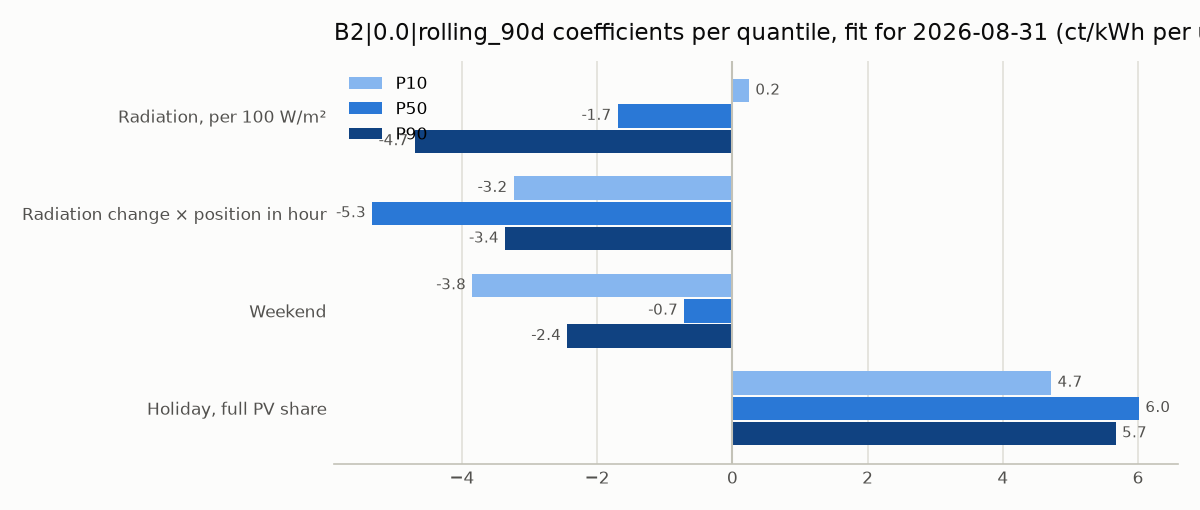 B2|0.0|rolling_90d coefficients per quantile, fit for 2026-08-31 (ct/kWh per
P10
P50
P90
Radiation, per 100 W/m²
0.2
-1.7
-4.7
Radiation change × position in hour
-3.2
-5.3
-3.4
Weekend
-3.8
-0.7
-2.4
Holiday, full PV share
4.7
6.0
5.7
−4 −2 0 2 4 6